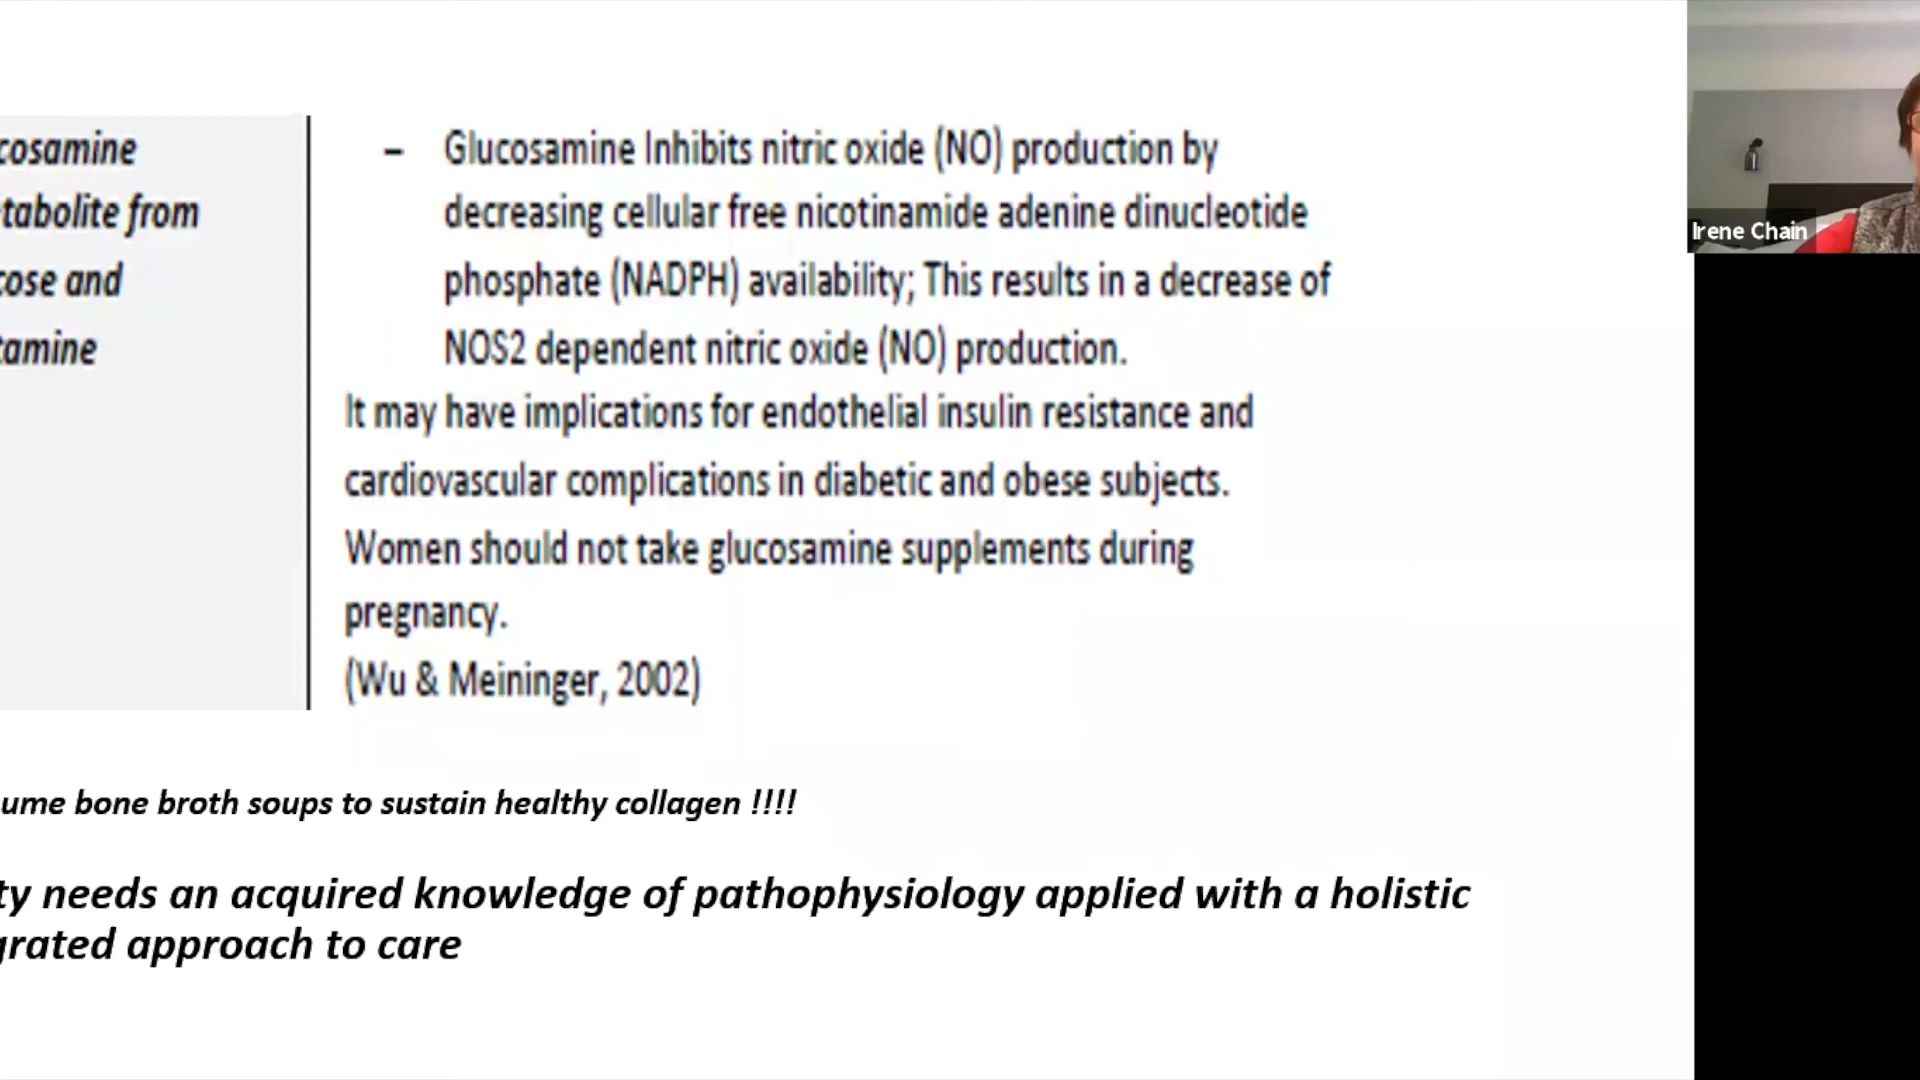 cosamine
tabolite from
cose and
tamine
– Glucosamine Inhibits nitric oxide (NO) production by
decreasing cellular free nicotinamide adenine dinucleotide
phosphate (NADPH) availability; This results in a decrease of
NOS2 dependent nitric oxide (NO) production.
It may have implications for endothelial insulin resistance and
cardiovascular complications in diabetic and obese subjects.
Women should not take glucosamine supplements during
pregnancy.
(Wu & Meininger, 2002)
ume bone broth soups to sustain healthy collagen !!!!
ty needs an acquired knowledge of pathophysiology applied with a holistic
grated approach to care
Irene Chain